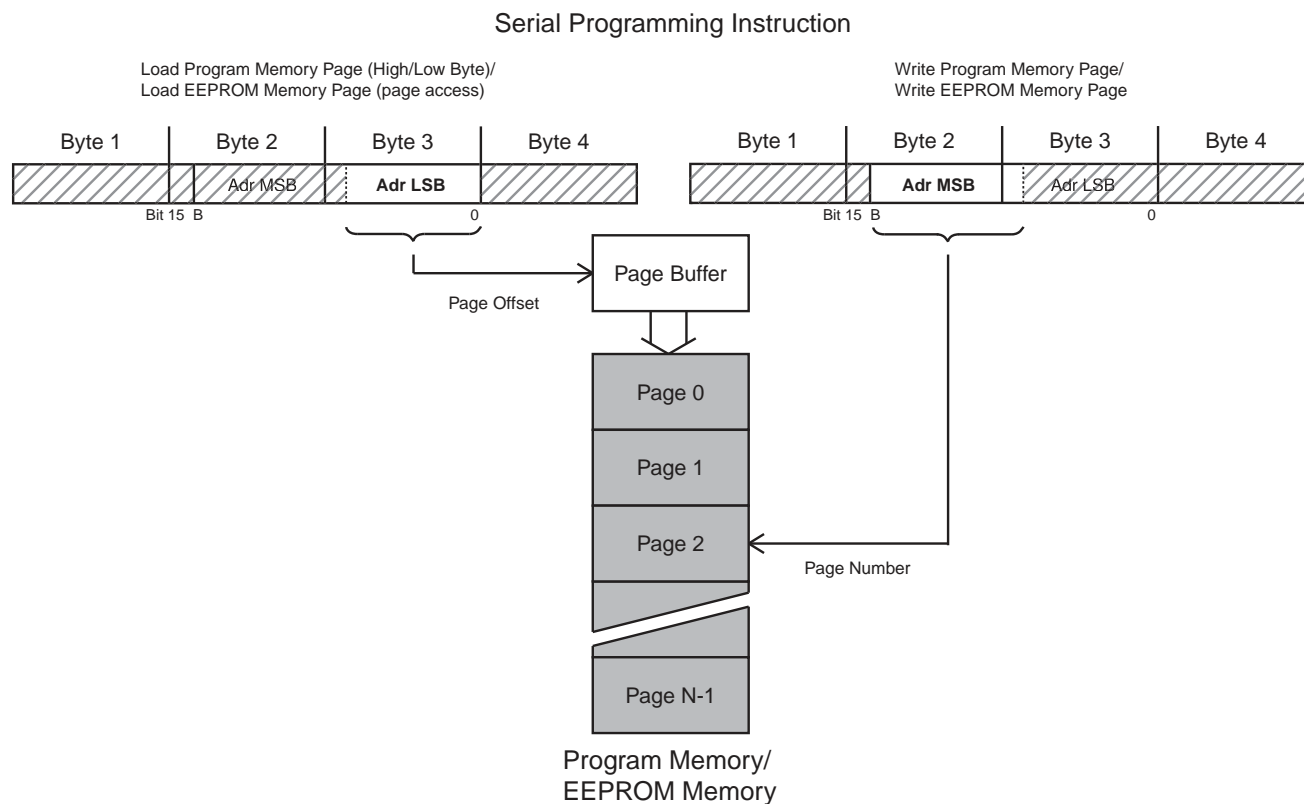 Serial Programming Instruction
Load Program Memory Page (High/Low Byte)/
Load EEPROM Memory Page (page access)
Write Program Memory Page/
Write EEPROM Memory Page
Byte 1 Byte 2 Byte 3 Byte 4
Byte 1 Byte 2 Byte 3 Byte 4
Adr MSB Adr LSB
Adr MSB Adr LSB
Bit 15 B 0
Bit 15 B 0
Page Buffer
Page Offset
Page 0
Page 1
Page 2
Page Number
Page N-1
Program Memory/
EEPROM Memory